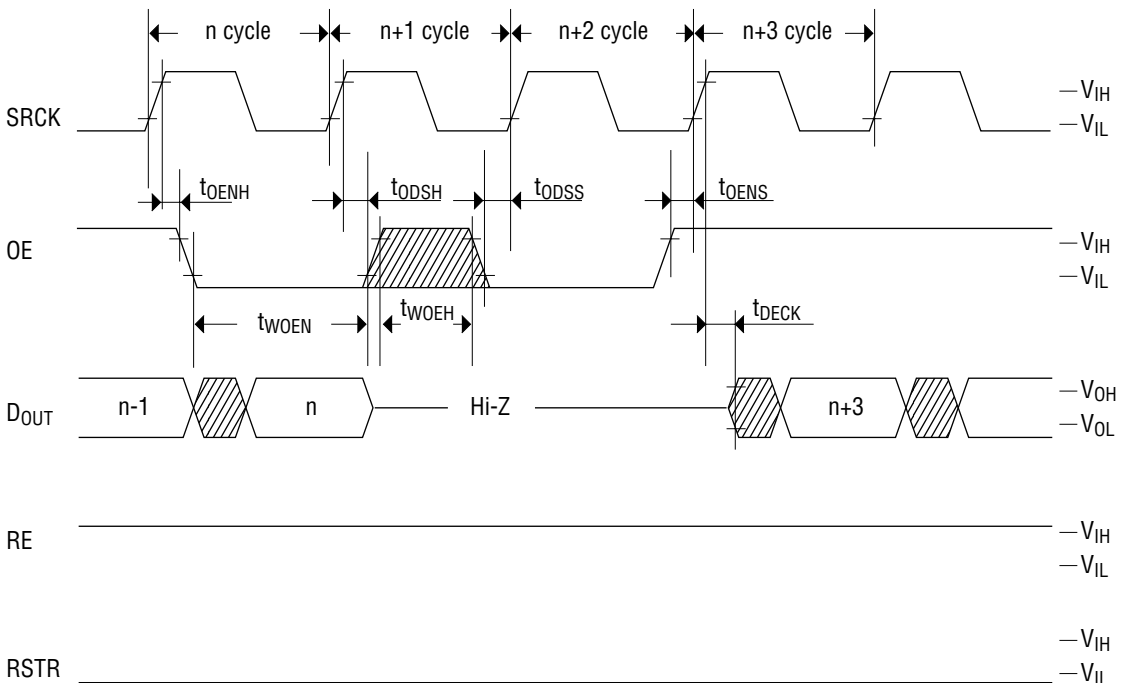 n cycle n+1 cycle n+2 cycle n+3 cycle
SRCK
VIH
VIL
tOENH tODSH tODSS tOENS
OE
VIH
VIL
tWOEN tWOEH tDECK
DOUT n-1 n Hi-Z n+3
VOH
VOL
RE
VIH
VIL
VIH
RSTR
VIL